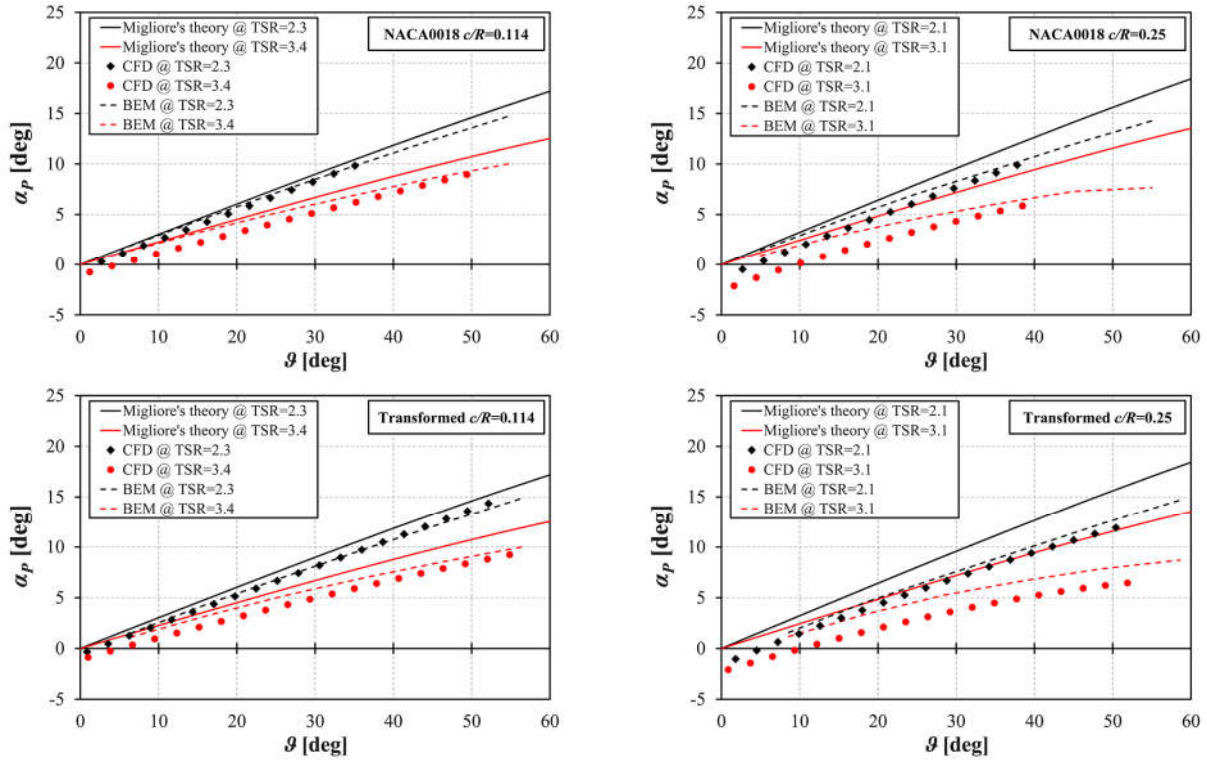 Migliore's theory @ TSR=2.3
Migliore's theory @ TSR=3.4
CFD @ TSR=2.3
CFD @ TSR=3.4
BEM @ TSR=2.3
BEM @ TSR=3.4
NACA0018 c/R=0.114
25
20
15
10
5
0
-5
αP [deg]
0 10 20 30 40 50 60
ϑ [deg]
Migliore's theory @ TSR=2.1
Migliore's theory @ TSR=3.1
CFD @ TSR=2.1
CFD @ TSR=3.1
BEM @ TSR=2.1
BEM @ TSR=3.1
NACA0018 c/R=0.25
25
20
15
10
5
0
-5
αP [deg]
0 10 20 30 40 50 60
ϑ [deg]
Migliore's theory @ TSR=2.3
Migliore's theory @ TSR=3.4
CFD @ TSR=2.3
CFD @ TSR=3.4
BEM @ TSR=2.3
BEM @ TSR=3.4
Transformed c/R=0.114
25
20
15
10
5
0
-5
αP [deg]
0 10 20 30 40 50 60
ϑ [deg]
Migliore's theory @ TSR=2.1
Migliore's theory @ TSR=3.1
CFD @ TSR=2.1
CFD @ TSR=3.1
BEM @ TSR=2.1
BEM @ TSR=3.1
Transformed c/R=0.25
25
20
15
10
5
0
-5
αP [deg]
0 10 20 30 40 50 60
ϑ [deg]